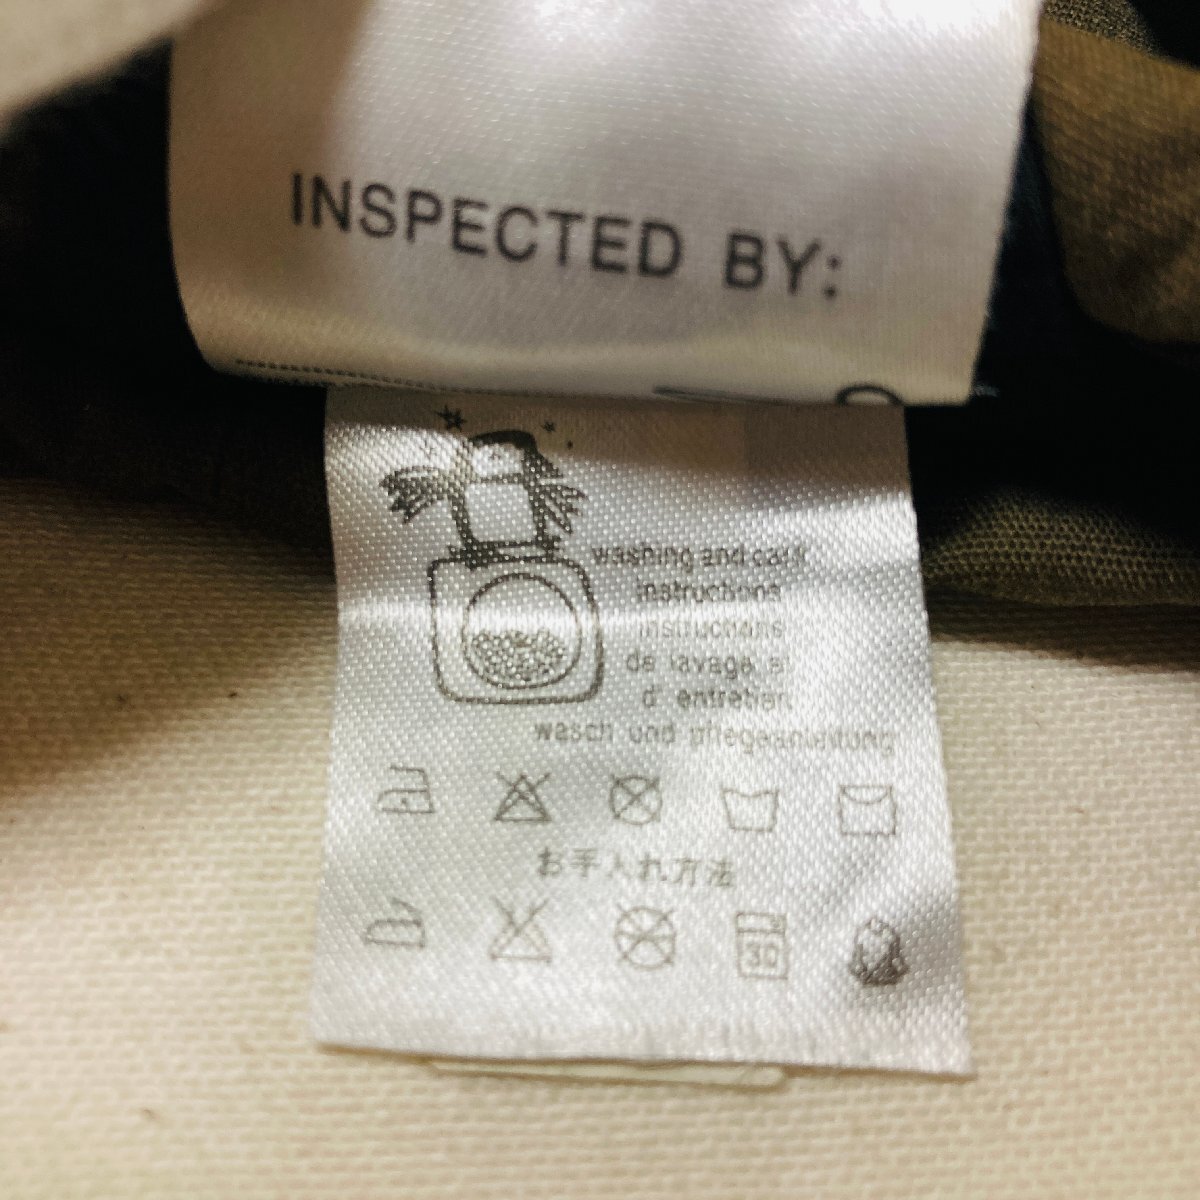 INSPECTED BY:
washing and care
instructions
instructions
de lavage et
d' entretien
wasch und pflegeanleitung
お手入れ方法
30